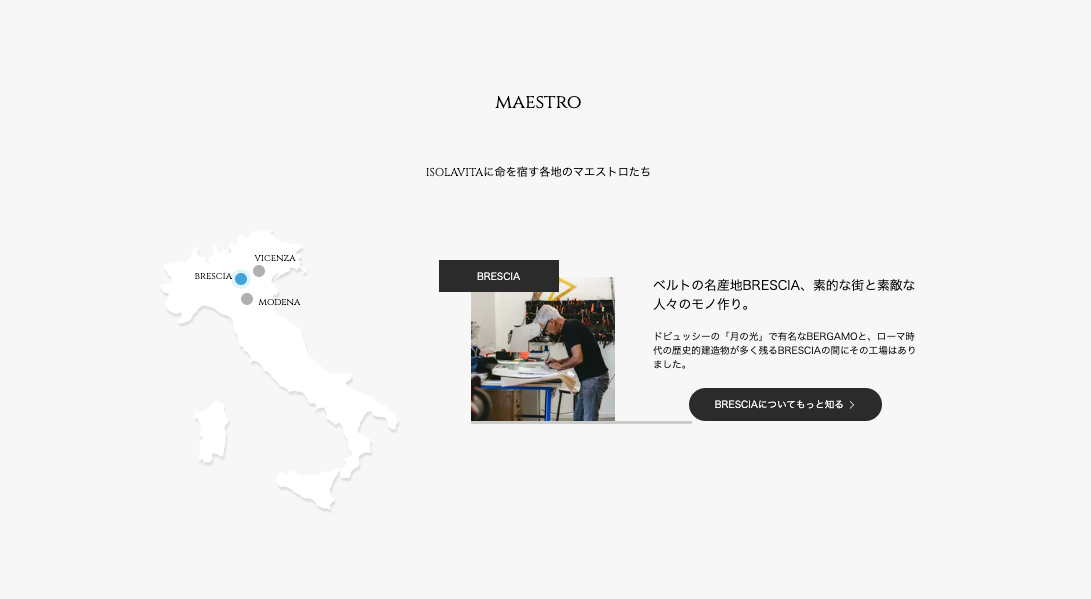 MAESTRO
ISOLAVITAに命を宿す各地のマエストロたち
VICENZA
BRESCIA
MODENA
BRESCIA
ベルトの名産地BRESCIA、素的な街と素敵な
人々のモノ作り。
ドビュッシーの「月の光」で有名なBERGAMOと、ローマ時
代の歴史的建造物が多く残るBRESCIAの間にその工場はあり
ました。
BRESCIAについてもっと知る